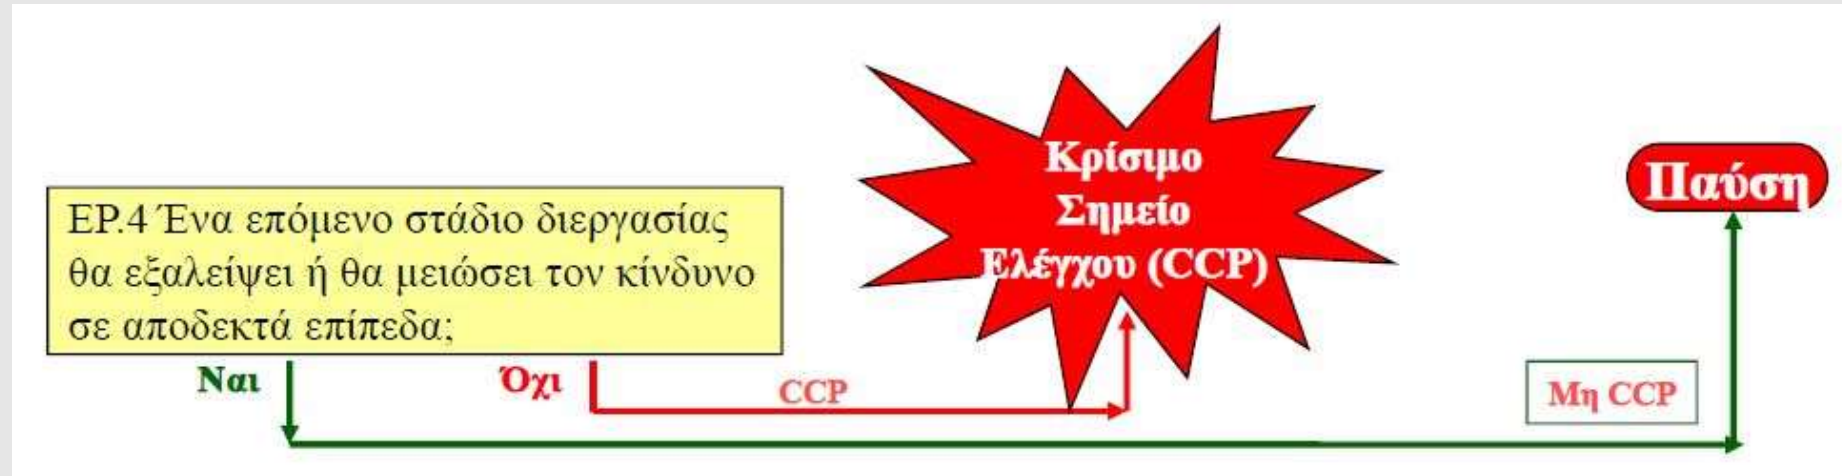 ΕΡ.4 Ένα επόμενο στάδιο διεργασίας
θα εξαλείψει ή θα μειώσει τον κίνδυνο
σε αποδεκτά επίπεδα;
Κρίσιμο
Σημείο
Ελέγχου (CCP)
Παύση
Ναι
Όχι
CCP
Μη CCP